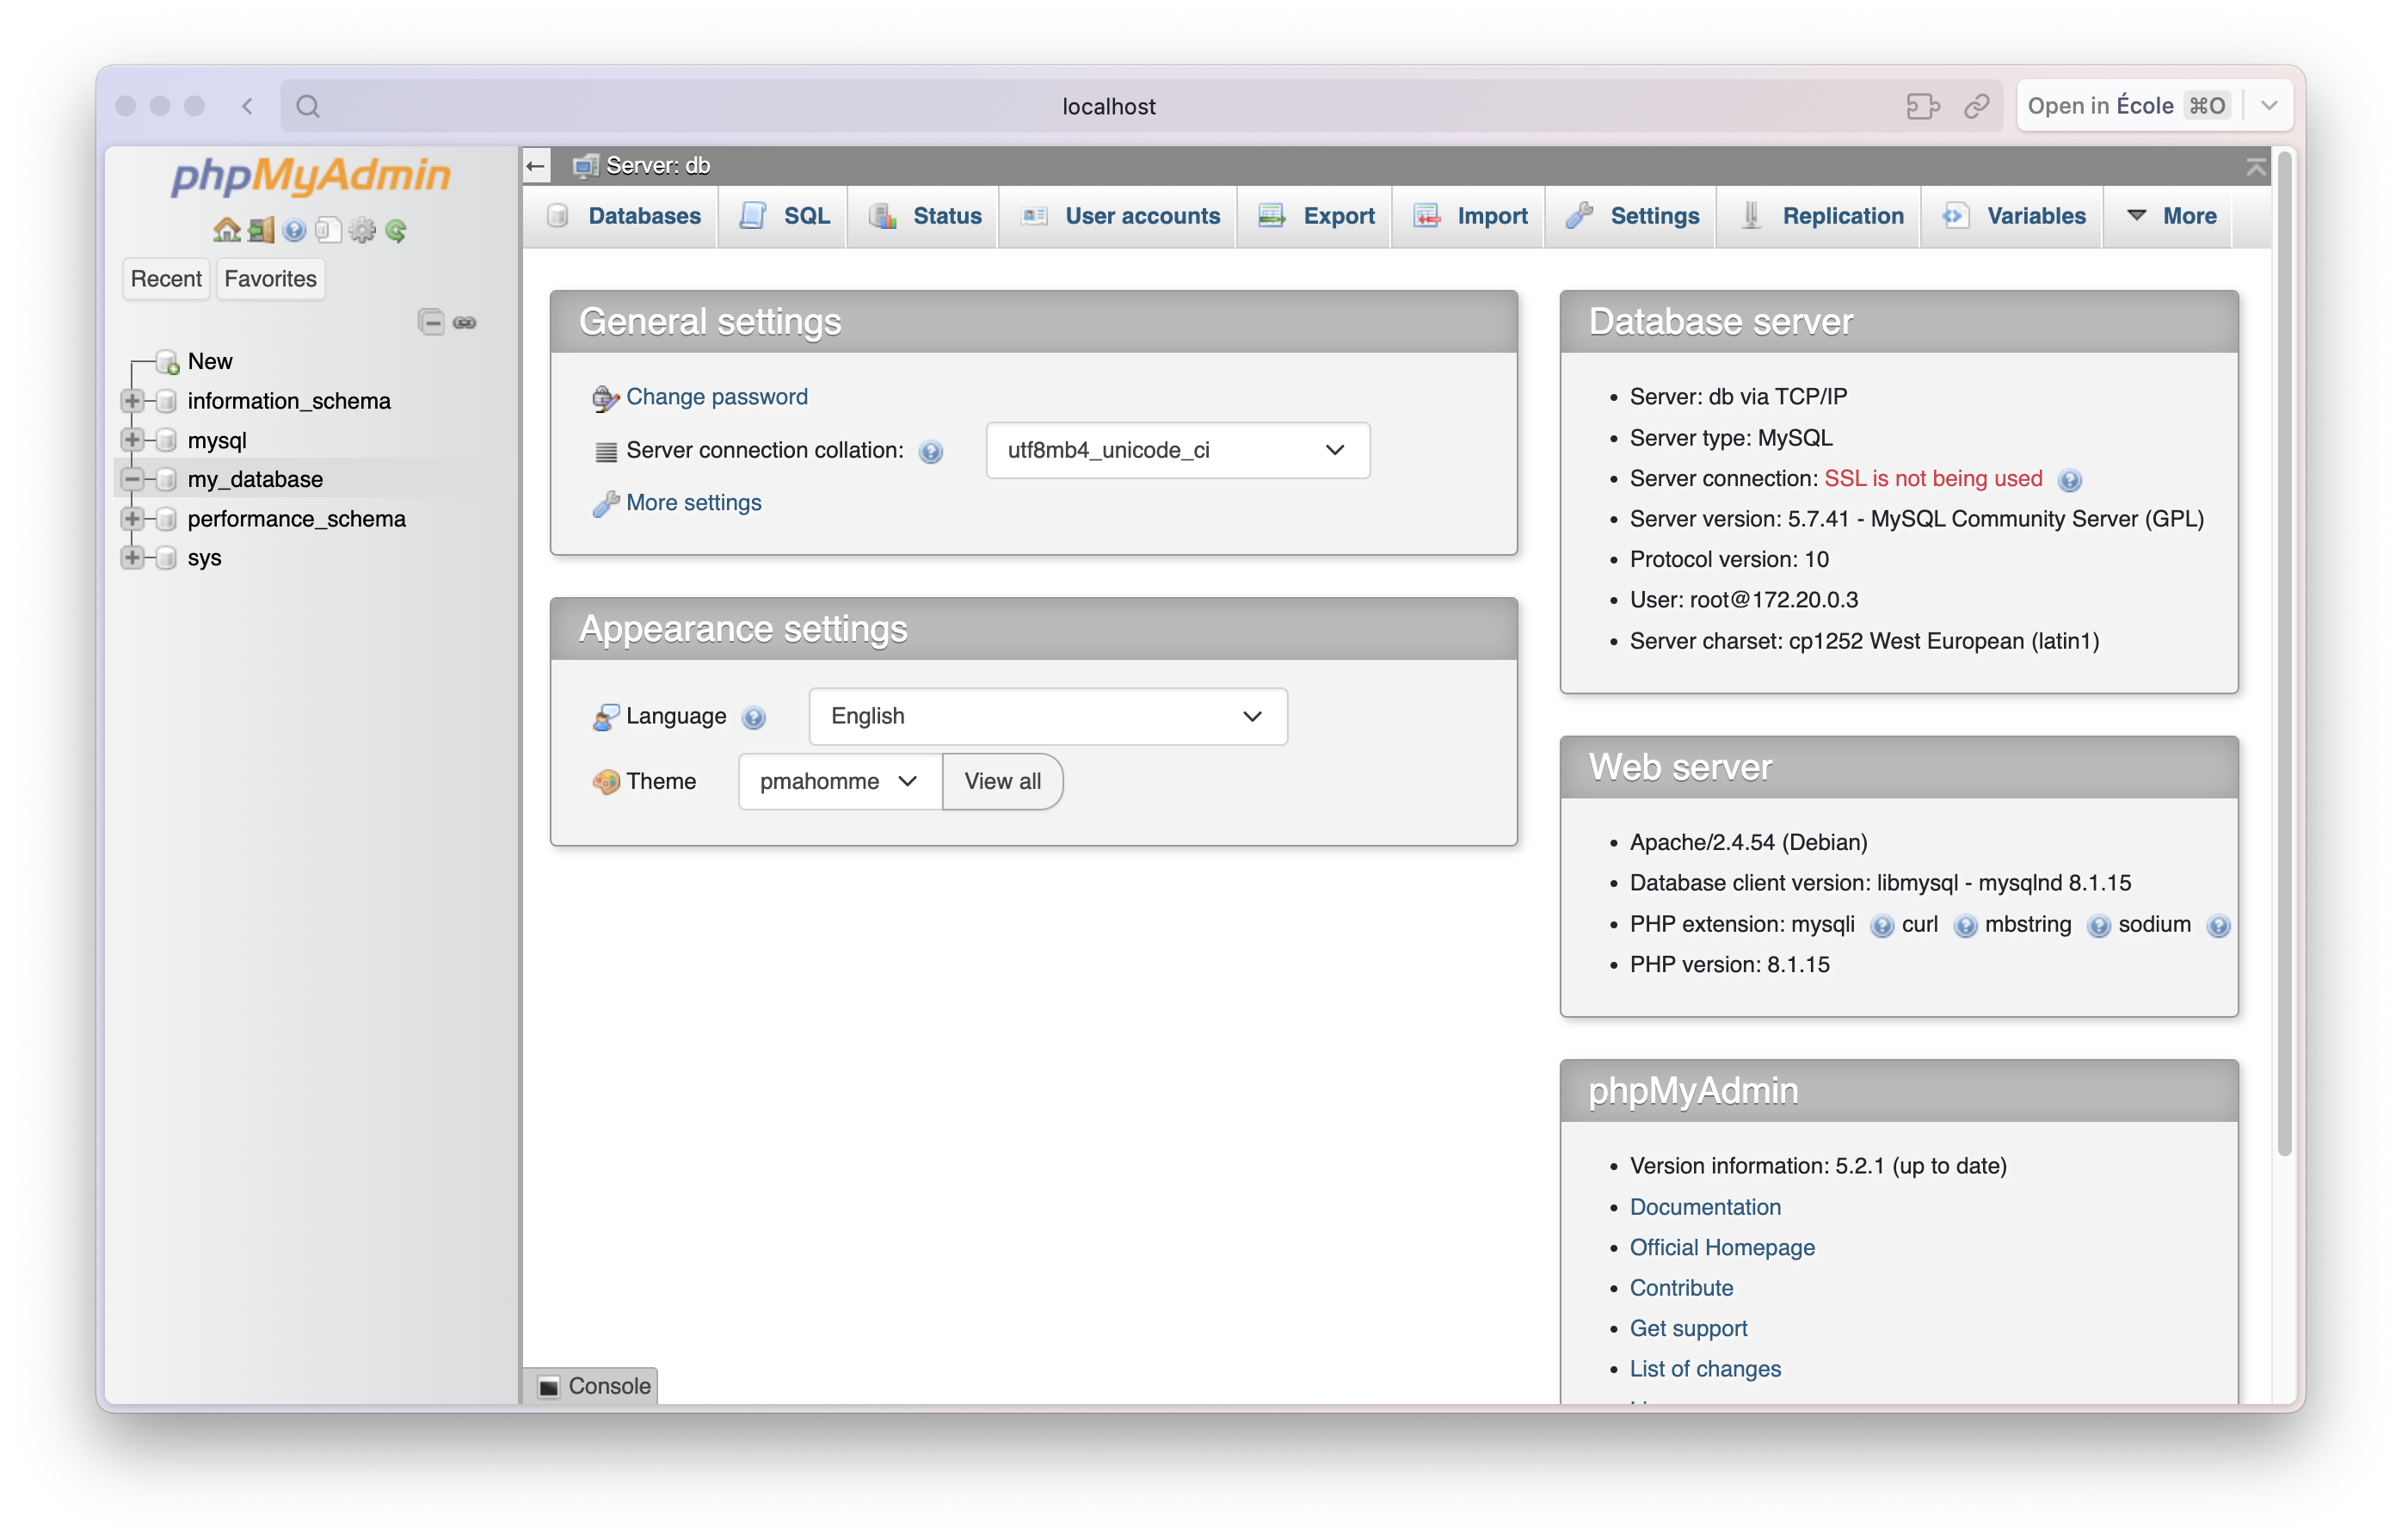 localhost
Open in École ⌘O
phpMyAdmin
Recent
Favorites
New
information_schema
mysql
my_database
performance_schema
sys
Server: db
Databases
SQL
Status
User accounts
Export
Import
Settings
Replication
Variables
More
General settings
Change password
Server connection collation:
utf8mb4_unicode_ci
More settings
Appearance settings
Language
English
Theme
pmahomme
View all
Database server
Server: db via TCP/IP
Server type: MySQL
Server connection: SSL is not being used
Server version: 5.7.41 - MySQL Community Server (GPL)
Protocol version: 10
User: root@172.20.0.3
Server charset: cp1252 West European (latin1)
Web server
Apache/2.4.54 (Debian)
Database client version: libmysql - mysqlnd 8.1.15
PHP extension: mysqli curl mbstring sodium
PHP version: 8.1.15
phpMyAdmin
Version information: 5.2.1 (up to date)
Documentation
Official Homepage
Contribute
Get support
List of changes
Console